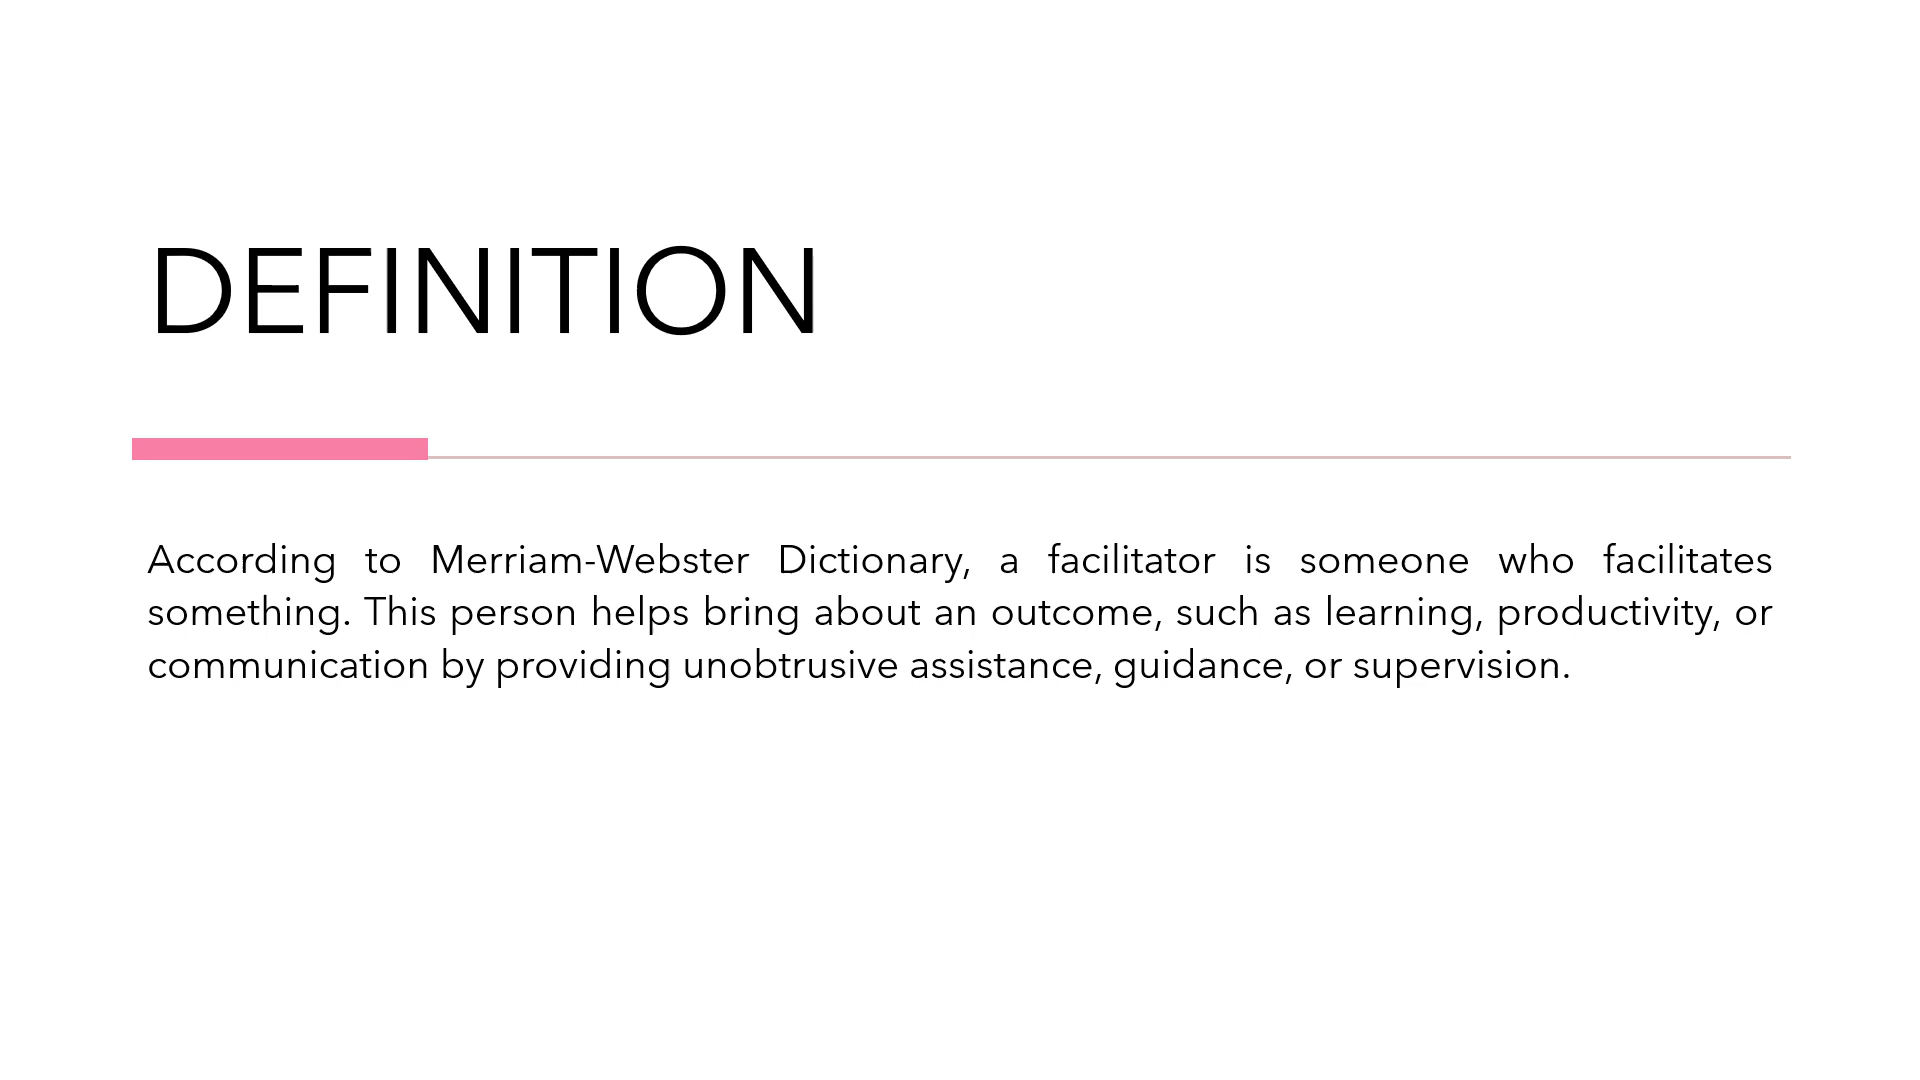 DEFINITION
According to Merriam-Webster Dictionary, a facilitator is someone who facilitates
something. This person helps bring about an outcome, such as learning, productivity, or
communication by providing unobtrusive assistance, guidance, or supervision.